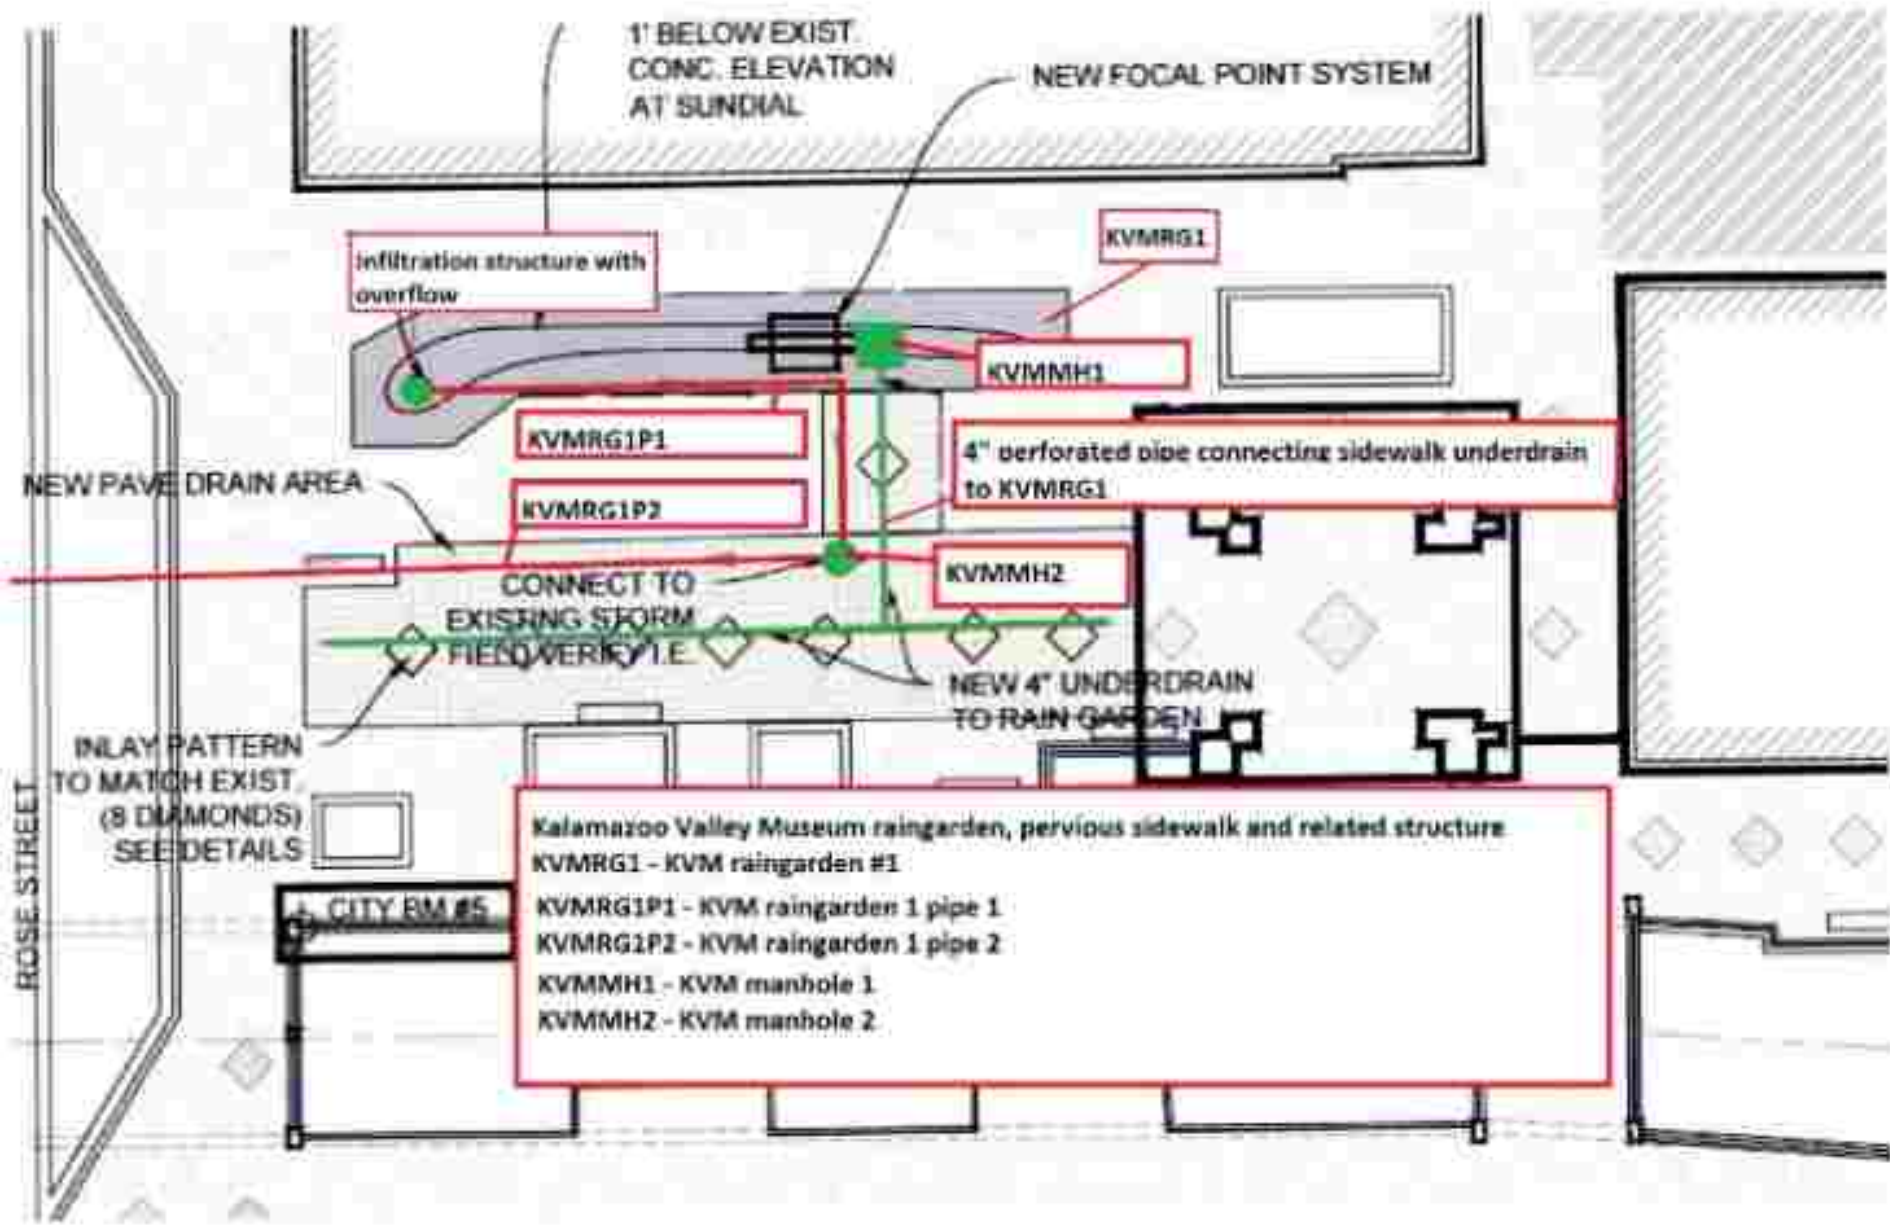 1' BELOW EXIST.
CONC. ELEVATION
AT SUNDIAL
NEW FOCAL POINT SYSTEM
KVMRG1
Infiltration structure with
overflow
KVMMH1
KVMRG1P1
4" perforated pipe connecting sidewalk underdrain
to KVMRG1
NEW PAVE DRAIN AREA
KVMRG1P2
KVMMH2
CONNECT TO
EXISTING STORM
FIELD VERIFY I.E.
NEW 4" UNDERDRAIN
TO RAIN GARDEN
INLAY PATTERN
TO MATCH EXIST.
(8 DIAMONDS)
SEE DETAILS
ROSE STREET
CITY BM #5
Kalamazoo Valley Museum raingarden, pervious sidewalk and related structure
KVMRG1 - KVM raingarden #1
KVMRG1P1 - KVM raingarden 1 pipe 1
KVMRG1P2 - KVM raingarden 1 pipe 2
KVMMH1 - KVM manhole 1
KVMMH2 - KVM manhole 2